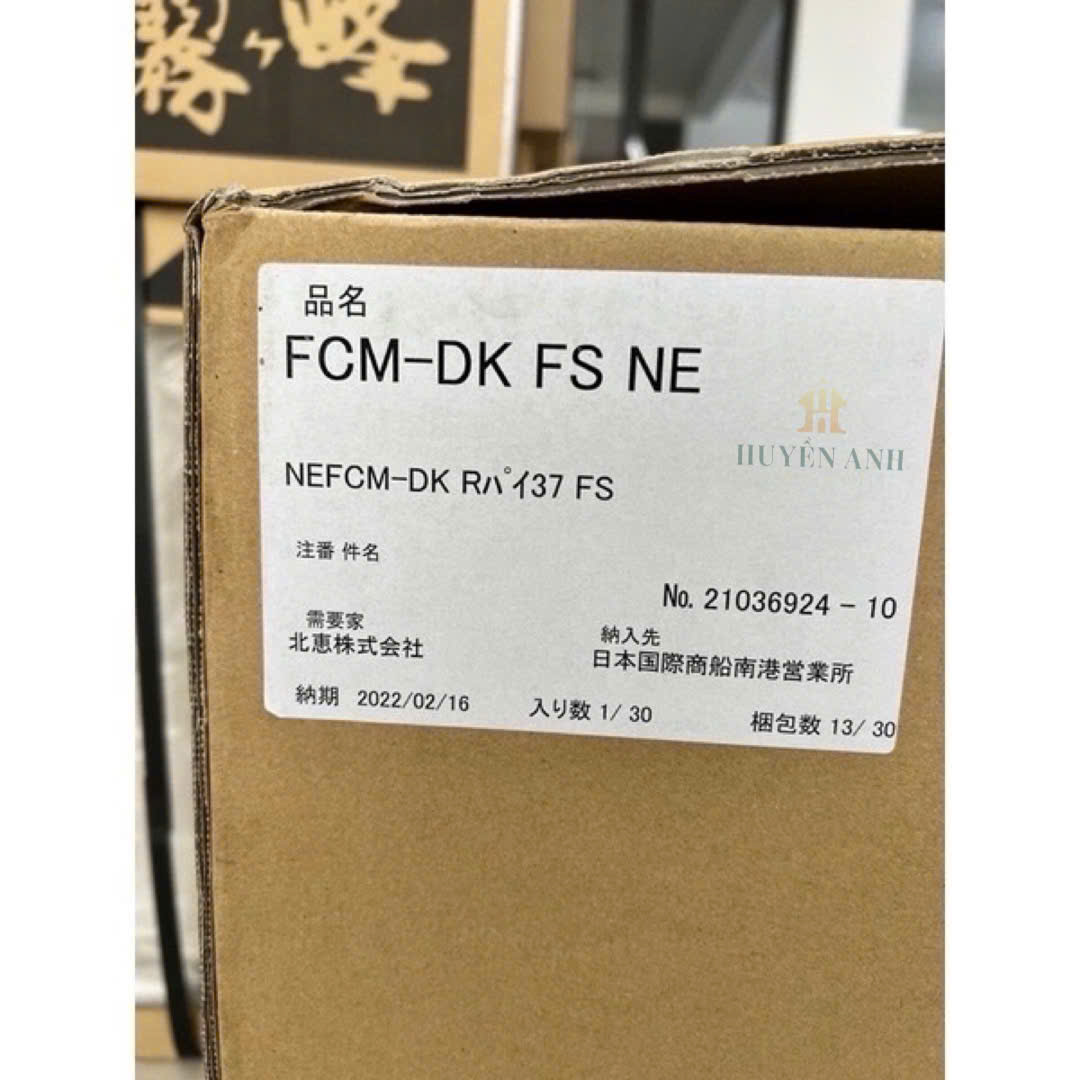 霧ヶ峰
品名
FCM-DK FS NE
HUYỀN ANH
NEFCM-DK Rパイ37 FS
注番 件名
No. 21036924 - 10
需要家
北恵株式会社
納入先
日本国際商船南港営業所
納期 2022/02/16
入り数 1/ 30
梱包数 13/ 30